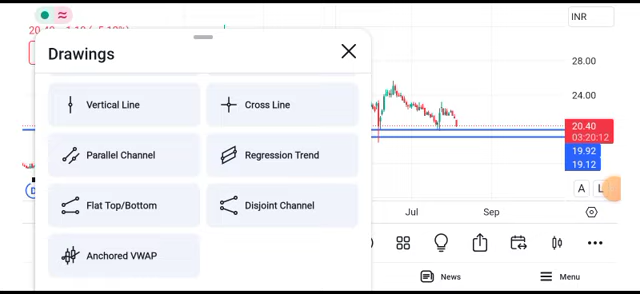 INR
Drawings
Vertical Line
Cross Line
Parallel Channel
Regression Trend
Flat Top/Bottom
Disjoint Channel
Anchored VWAP
28.00
24.00
20.40
03:20:12
19.92
19.12
A
L
Jul
Sep
News
Menu